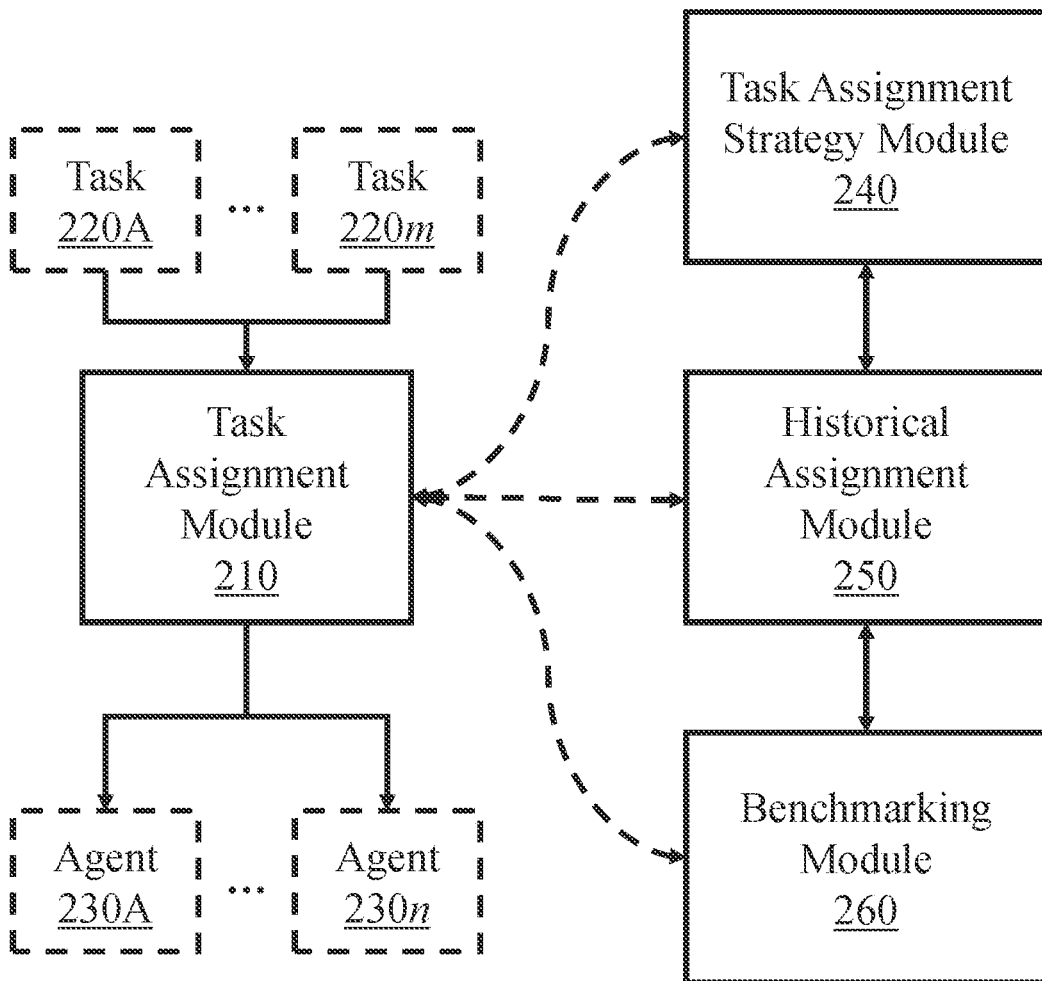 Task
220A
...
Task
220m
Task
Assignment
Module
210
Agent
230A
...
Agent
230n
Task Assignment
Strategy Module
240
Historical
Assignment
Module
250
Benchmarking
Module
260